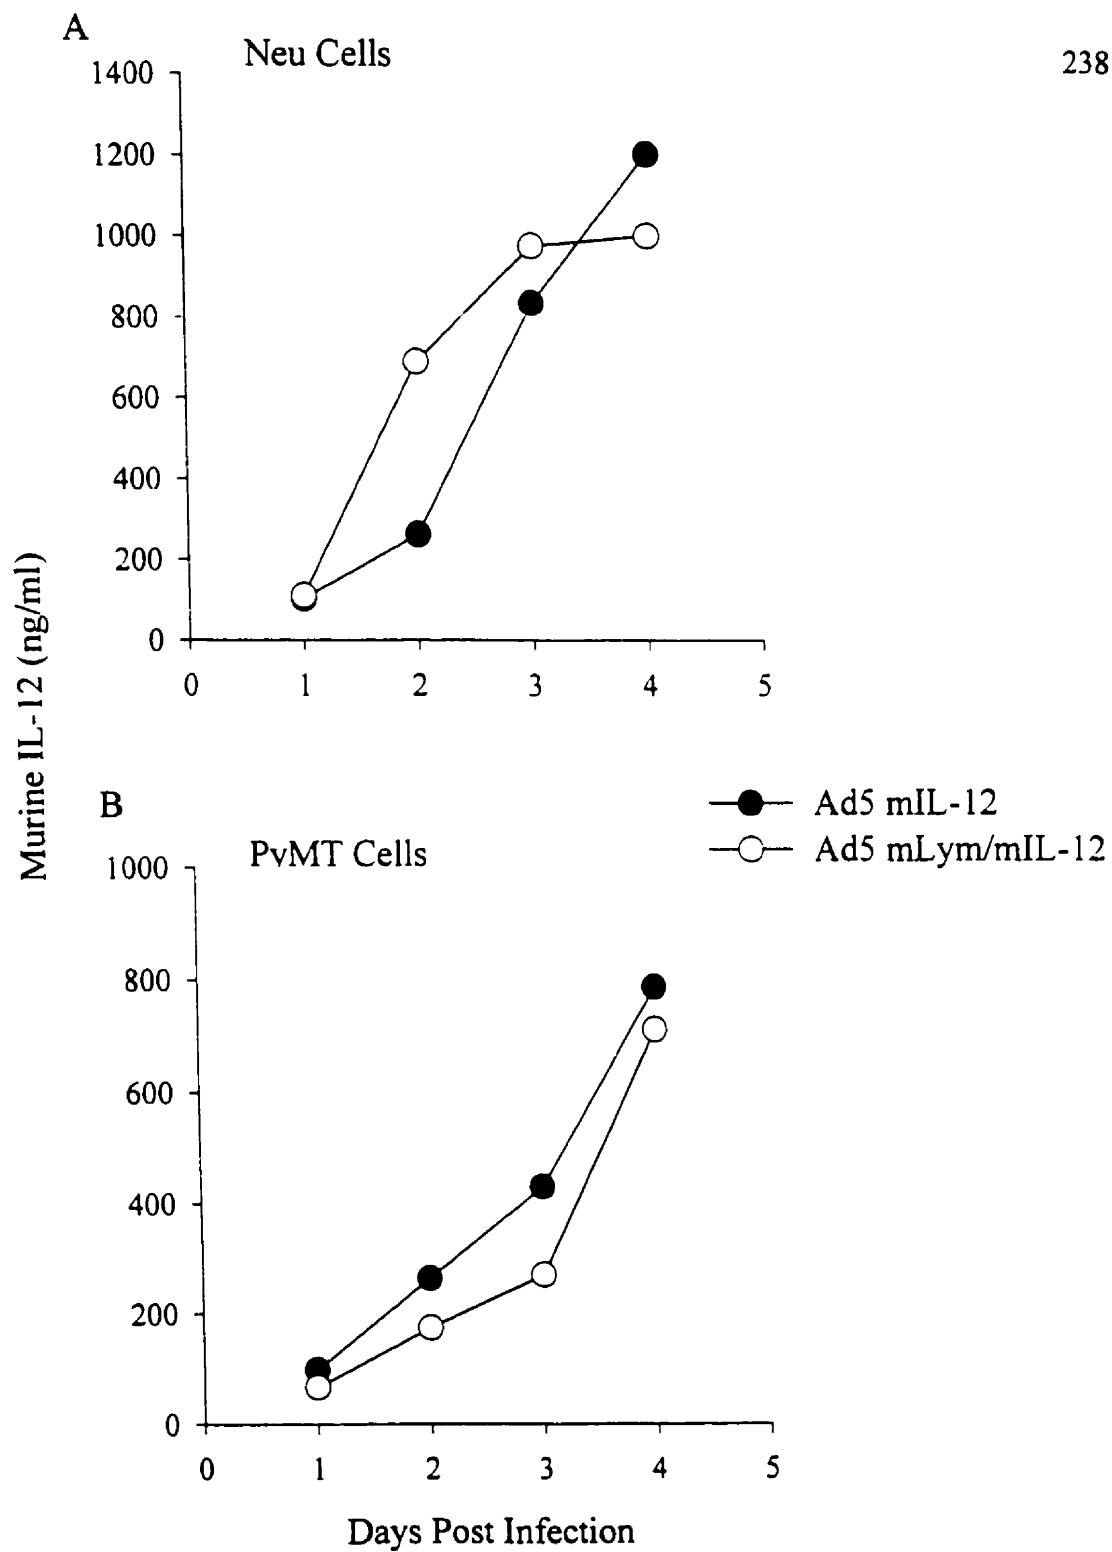 A
Neu Cells
238
1400
1200
1000
800
600
400
200
0
0 1 2 3 4 5
Murine IL-12 (ng/ml)
B
PvMT Cells
Ad5 mIL-12
Ad5 mLym/mIL-12
1000
800
600
400
200
0
0 1 2 3 4 5
Days Post Infection